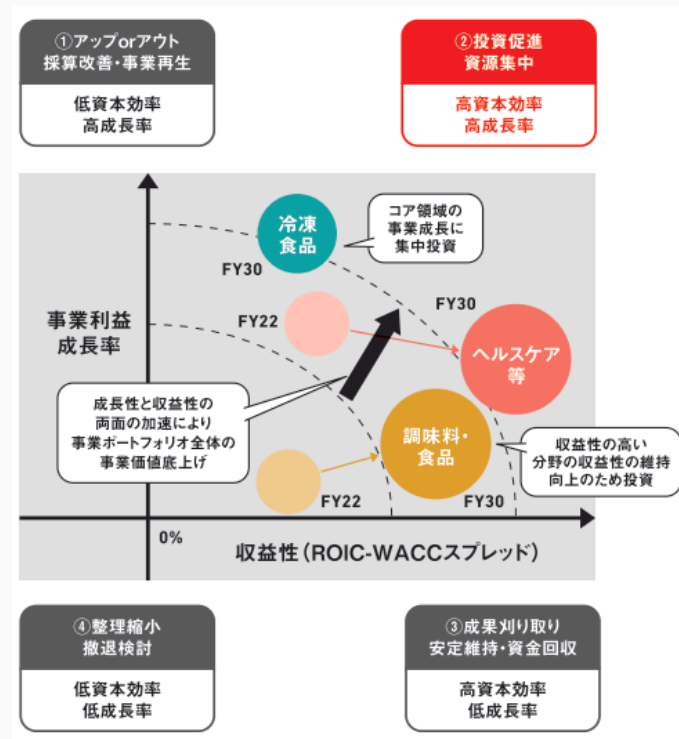 ①アップorアウト
採算改善・事業再生
低資本効率
高成長率
②投資促進
資源集中
高資本効率
高成長率
冷凍
食品
コア領域の
事業成長に
集中投資
FY30
FY30
事業利益
成長率
FY22
ヘルスケア
等
成長性と収益性の
両面の加速により
事業ポートフォリオ全体の
事業価値底上げ
調味料・
食品
収益性の高い
分野の収益性の維持
向上のため投資
FY22
FY30
0%
収益性(ROIC-WACCスプレッド)
④整理縮小
撤退検討
低資本効率
低成長率
③成果刈り取り
安定維持・資金回収
高資本効率
低成長率